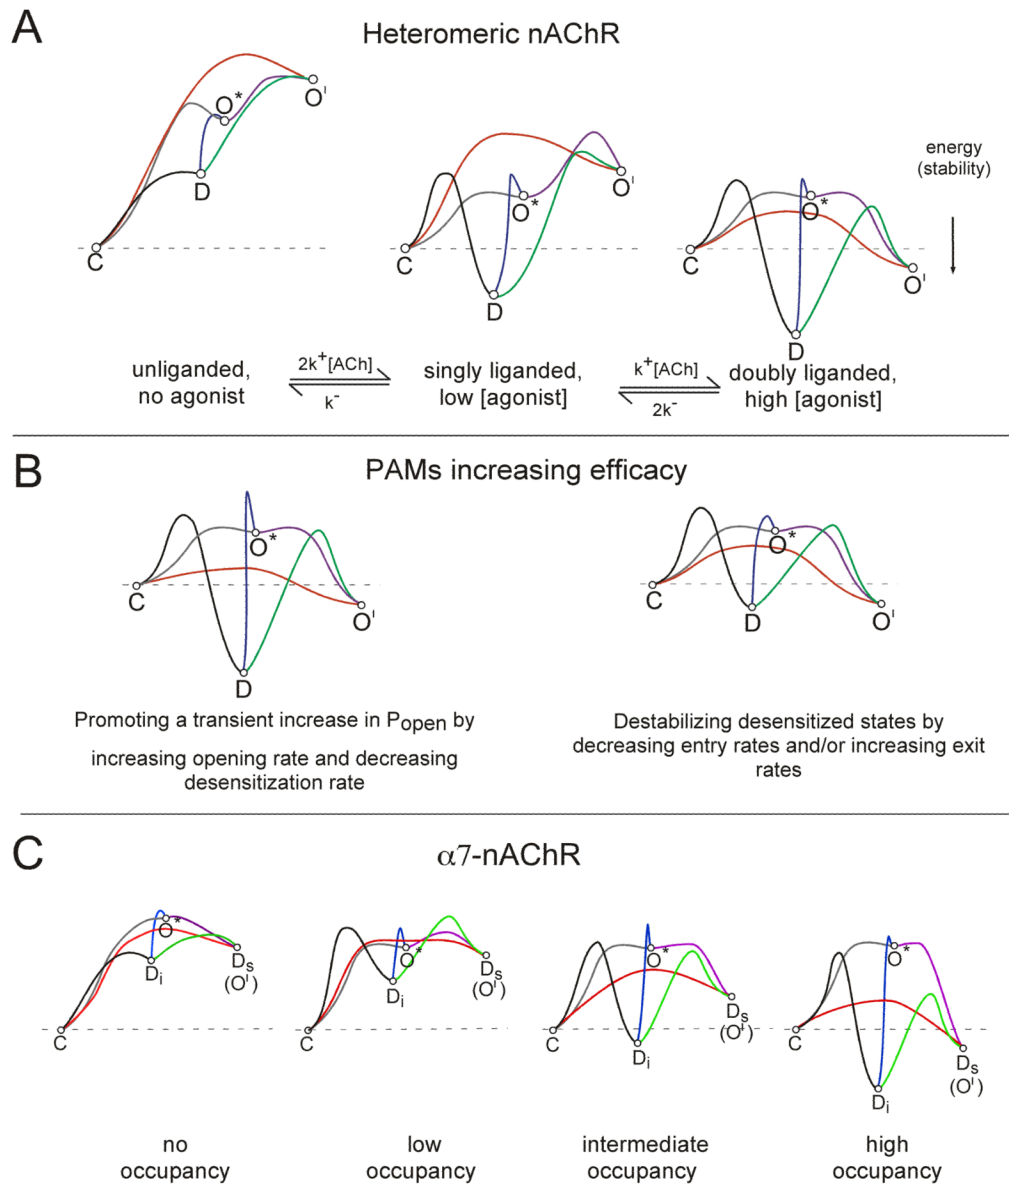 A
Heteromeric nAChR
O*
O'
D
C
O'
O*
C
D
energy
(stability)
O*
C
O'
D
unliganded,
no agonist
2k+[ACh]
k-
singly liganded,
low [agonist]
k+[ACh]
2k-
doubly liganded,
high [agonist]
B
PAMs increasing efficacy
O*
C
O'
D
O*
C
D
O'
Promoting a transient increase in Popen by
increasing opening rate and decreasing
desensitization rate
Destabilizing desensitized states by
decreasing entry rates and/or increasing exit
rates
C
α7-nAChR
O*
Di
Ds
(O')
C
O*
Di
Ds
(O')
C
O*
Ds
(O')
C
Di
O*
C
Ds
(O')
Di
no
occupancy
low
occupancy
intermediate
occupancy
high
occupancy